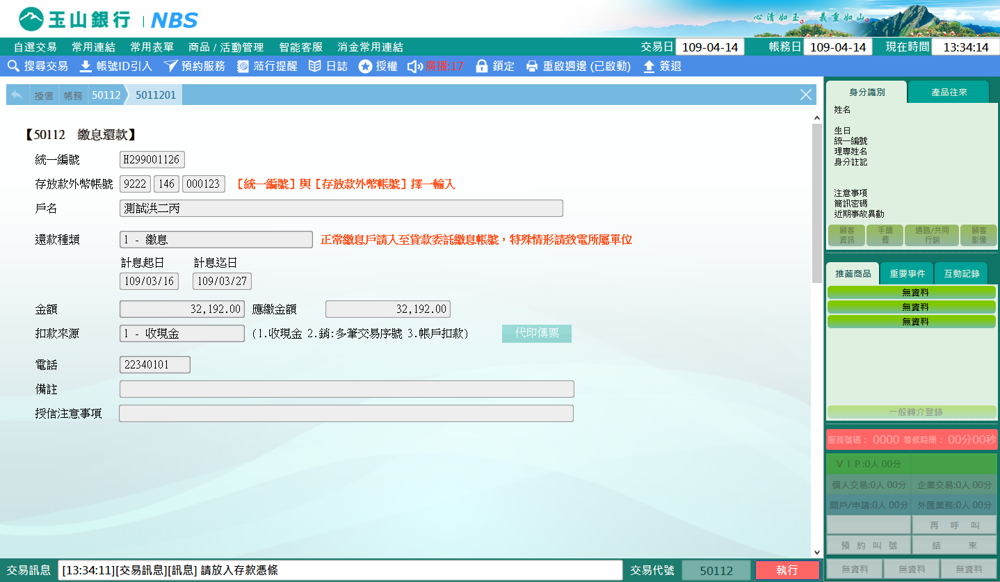 玉山銀行 | NBS
心清如玉。義重如山。
自選交易 常用連結 常用表單 商品 / 活動管理 智能客服 消金常用連結 交易日 109-04-14 帳務日 109-04-14 現在時間 13:34:14
搜尋交易 帳號ID引入 預約服務 蒞行提醒 日誌 授權 廣播:17 鎖定 重啟週邊 (已啟動) 簽退
授信 帳務 50112 5011201
【50112 繳息還款】
統一編號 H299001126
存放款外幣帳號 9222 146 000123 【統一編號】與【存放款外幣帳號】擇一輸入
戶名 測試洪二丙
還款種類 1 - 繳息 正常繳息戶請入至貸款委託繳息帳號，特殊情形請致電所屬單位
計息起日 計息迄日
109/03/16 109/03/27
金額 32,192.00 應繳金額 32,192.00
扣款來源 1 - 收現金 (1.收現金 2.銷:多筆交易序號 3.帳戶扣款) 代印傳票
電話 22340101
備註
授信注意事項
交易訊息 [13:34:11][交易訊息][訊息] 請放入存款憑條 交易代號 50112 執行
身分識別 產品往來
姓名
生日
統一編號
理專姓名
身分註記
注意事項
簡訊密碼
近期事故異動
顧客資訊 手續費 通路/共同行銷 顧客影像
推薦商品 重要事件 互動記錄
無資料
無資料
無資料
一般轉介登錄
服務號碼： 0000 等候時間： 00分00秒
ＶＩＰ:0人 00分
個人交易:0人 00分 企業交易:0人 00分
開戶/申請:0人 00分 外匯業務:0人 00分
再 呼 叫
預 約 叫 號 結 束
無資料 無資料 無資料